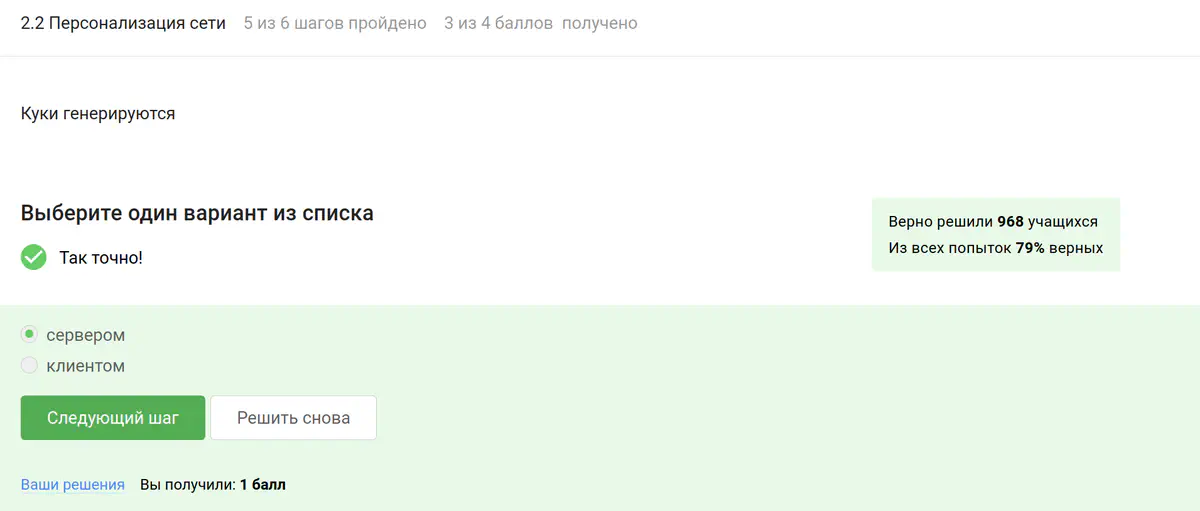 2.2 Персонализация сети 5 из 6 шагов пройдено 3 из 4 баллов получено
Куки генерируются
Выберите один вариант из списка
Так точно!
Верно решили 968 учащихся
Из всех попыток 79% верных
сервером
клиентом
Следующий шаг Решить снова
Ваши решения Вы получили: 1 балл